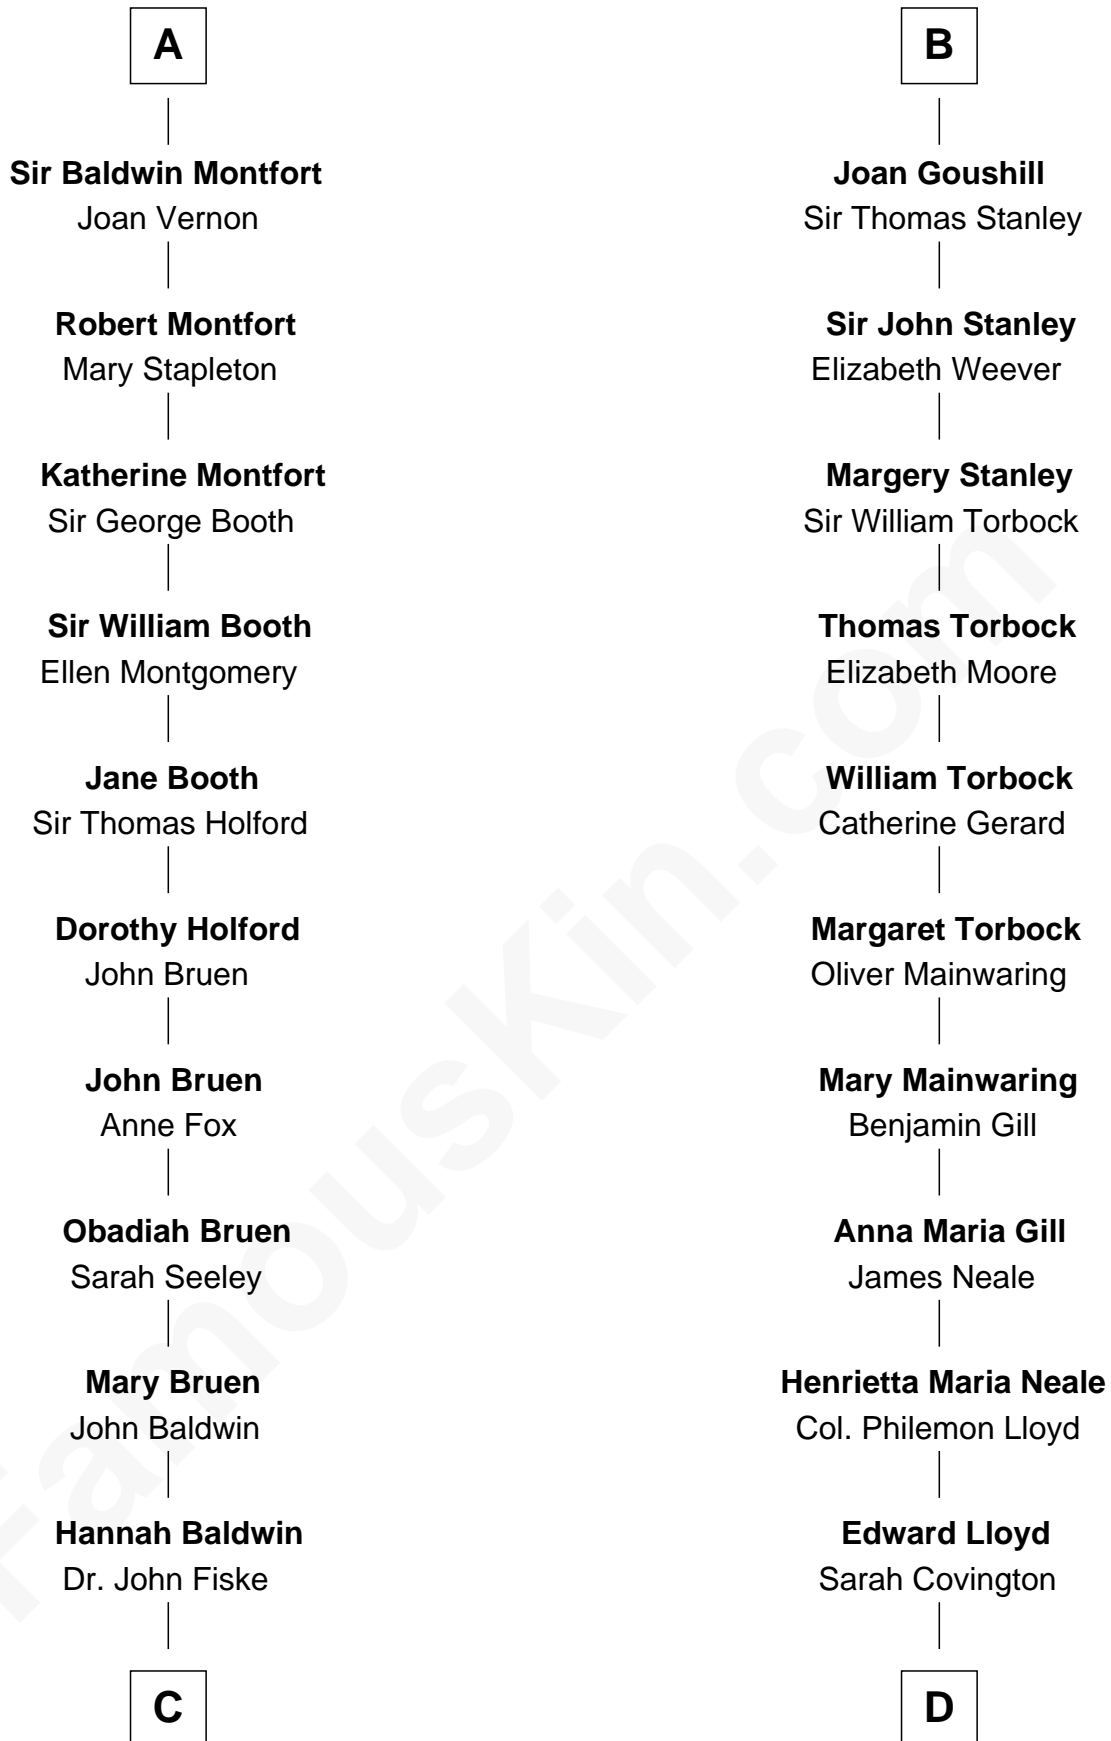 A
Sir Baldwin Montfort
Joan Vernon
Robert Montfort
Mary Stapleton
Katherine Montfort
Sir George Booth
Sir William Booth
Ellen Montgomery
Jane Booth
Sir Thomas Holford
Dorothy Holford
John Bruen
John Bruen
Anne Fox
Obadiah Bruen
Sarah Seeley
Mary Bruen
John Baldwin
Hannah Baldwin
Dr. John Fiske
C
B
Joan Goushill
Sir Thomas Stanley
Sir John Stanley
Elizabeth Weever
Margery Stanley
Sir William Torbock
Thomas Torbock
Elizabeth Moore
William Torbock
Catherine Gerard
Margaret Torbock
Oliver Mainwaring
Mary Mainwaring
Benjamin Gill
Anna Maria Gill
James Neale
Henrietta Maria Neale
Col. Philemon Lloyd
Edward Lloyd
Sarah Covington
D
FamousKin.com